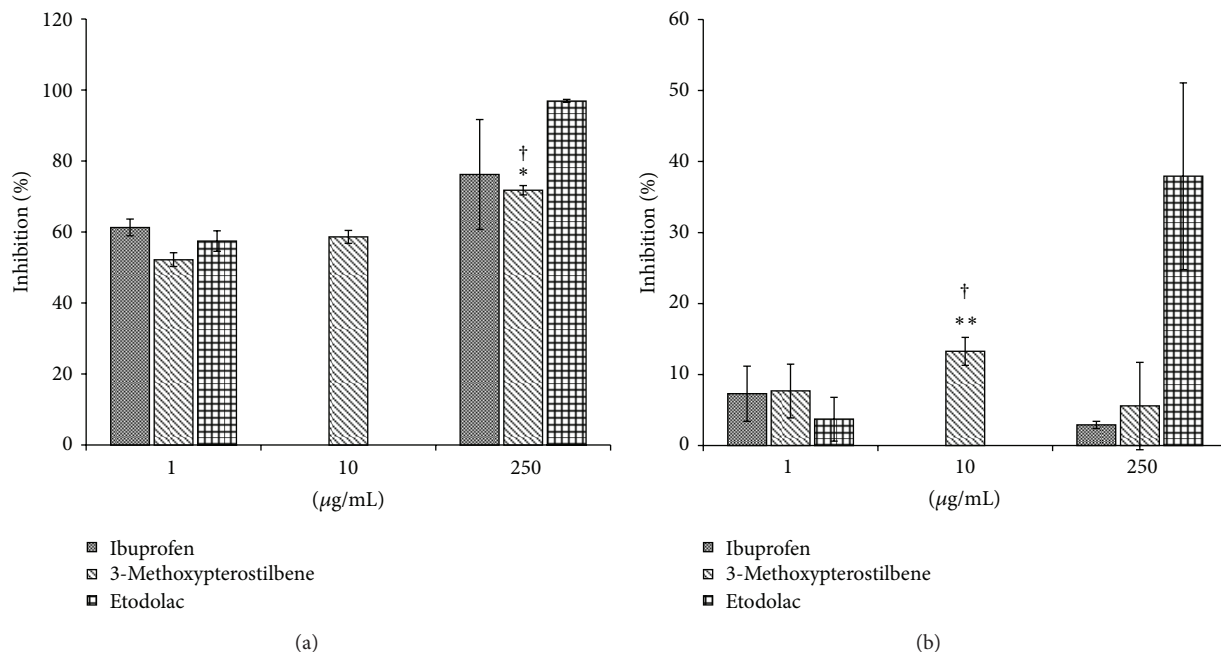 120
100
80
60
40
20
0
Inhibition (%)
†
*
1
10
250
(μg/mL)
Ibuprofen
3-Methoxypterostilbene
Etodolac
(a)
60
50
40
30
20
10
0
Inhibition (%)
†
**
1
10
250
(μg/mL)
Ibuprofen
3-Methoxypterostilbene
Etodolac
(b)